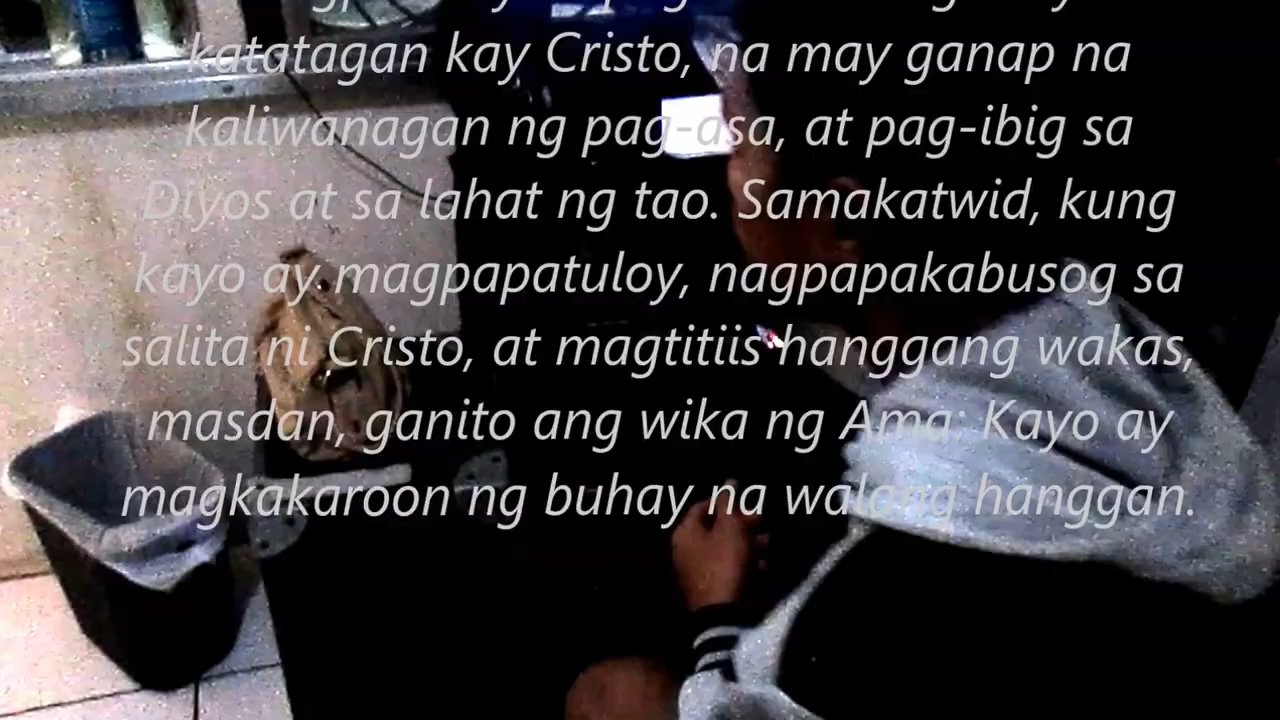 katatagan kay Cristo, na may ganap na
kaliwanagan ng pag-asa, at pag-ibig sa
Diyos at sa lahat ng tao. Samakatwid, kung
kayo ay magpapatuloy, nagpapakabusog sa
salita ni Cristo, at magtitiis hanggang wakas,
masdan, ganito ang wika ng Ama: Kayo ay
magkakaroon ng buhay na walang hanggan.